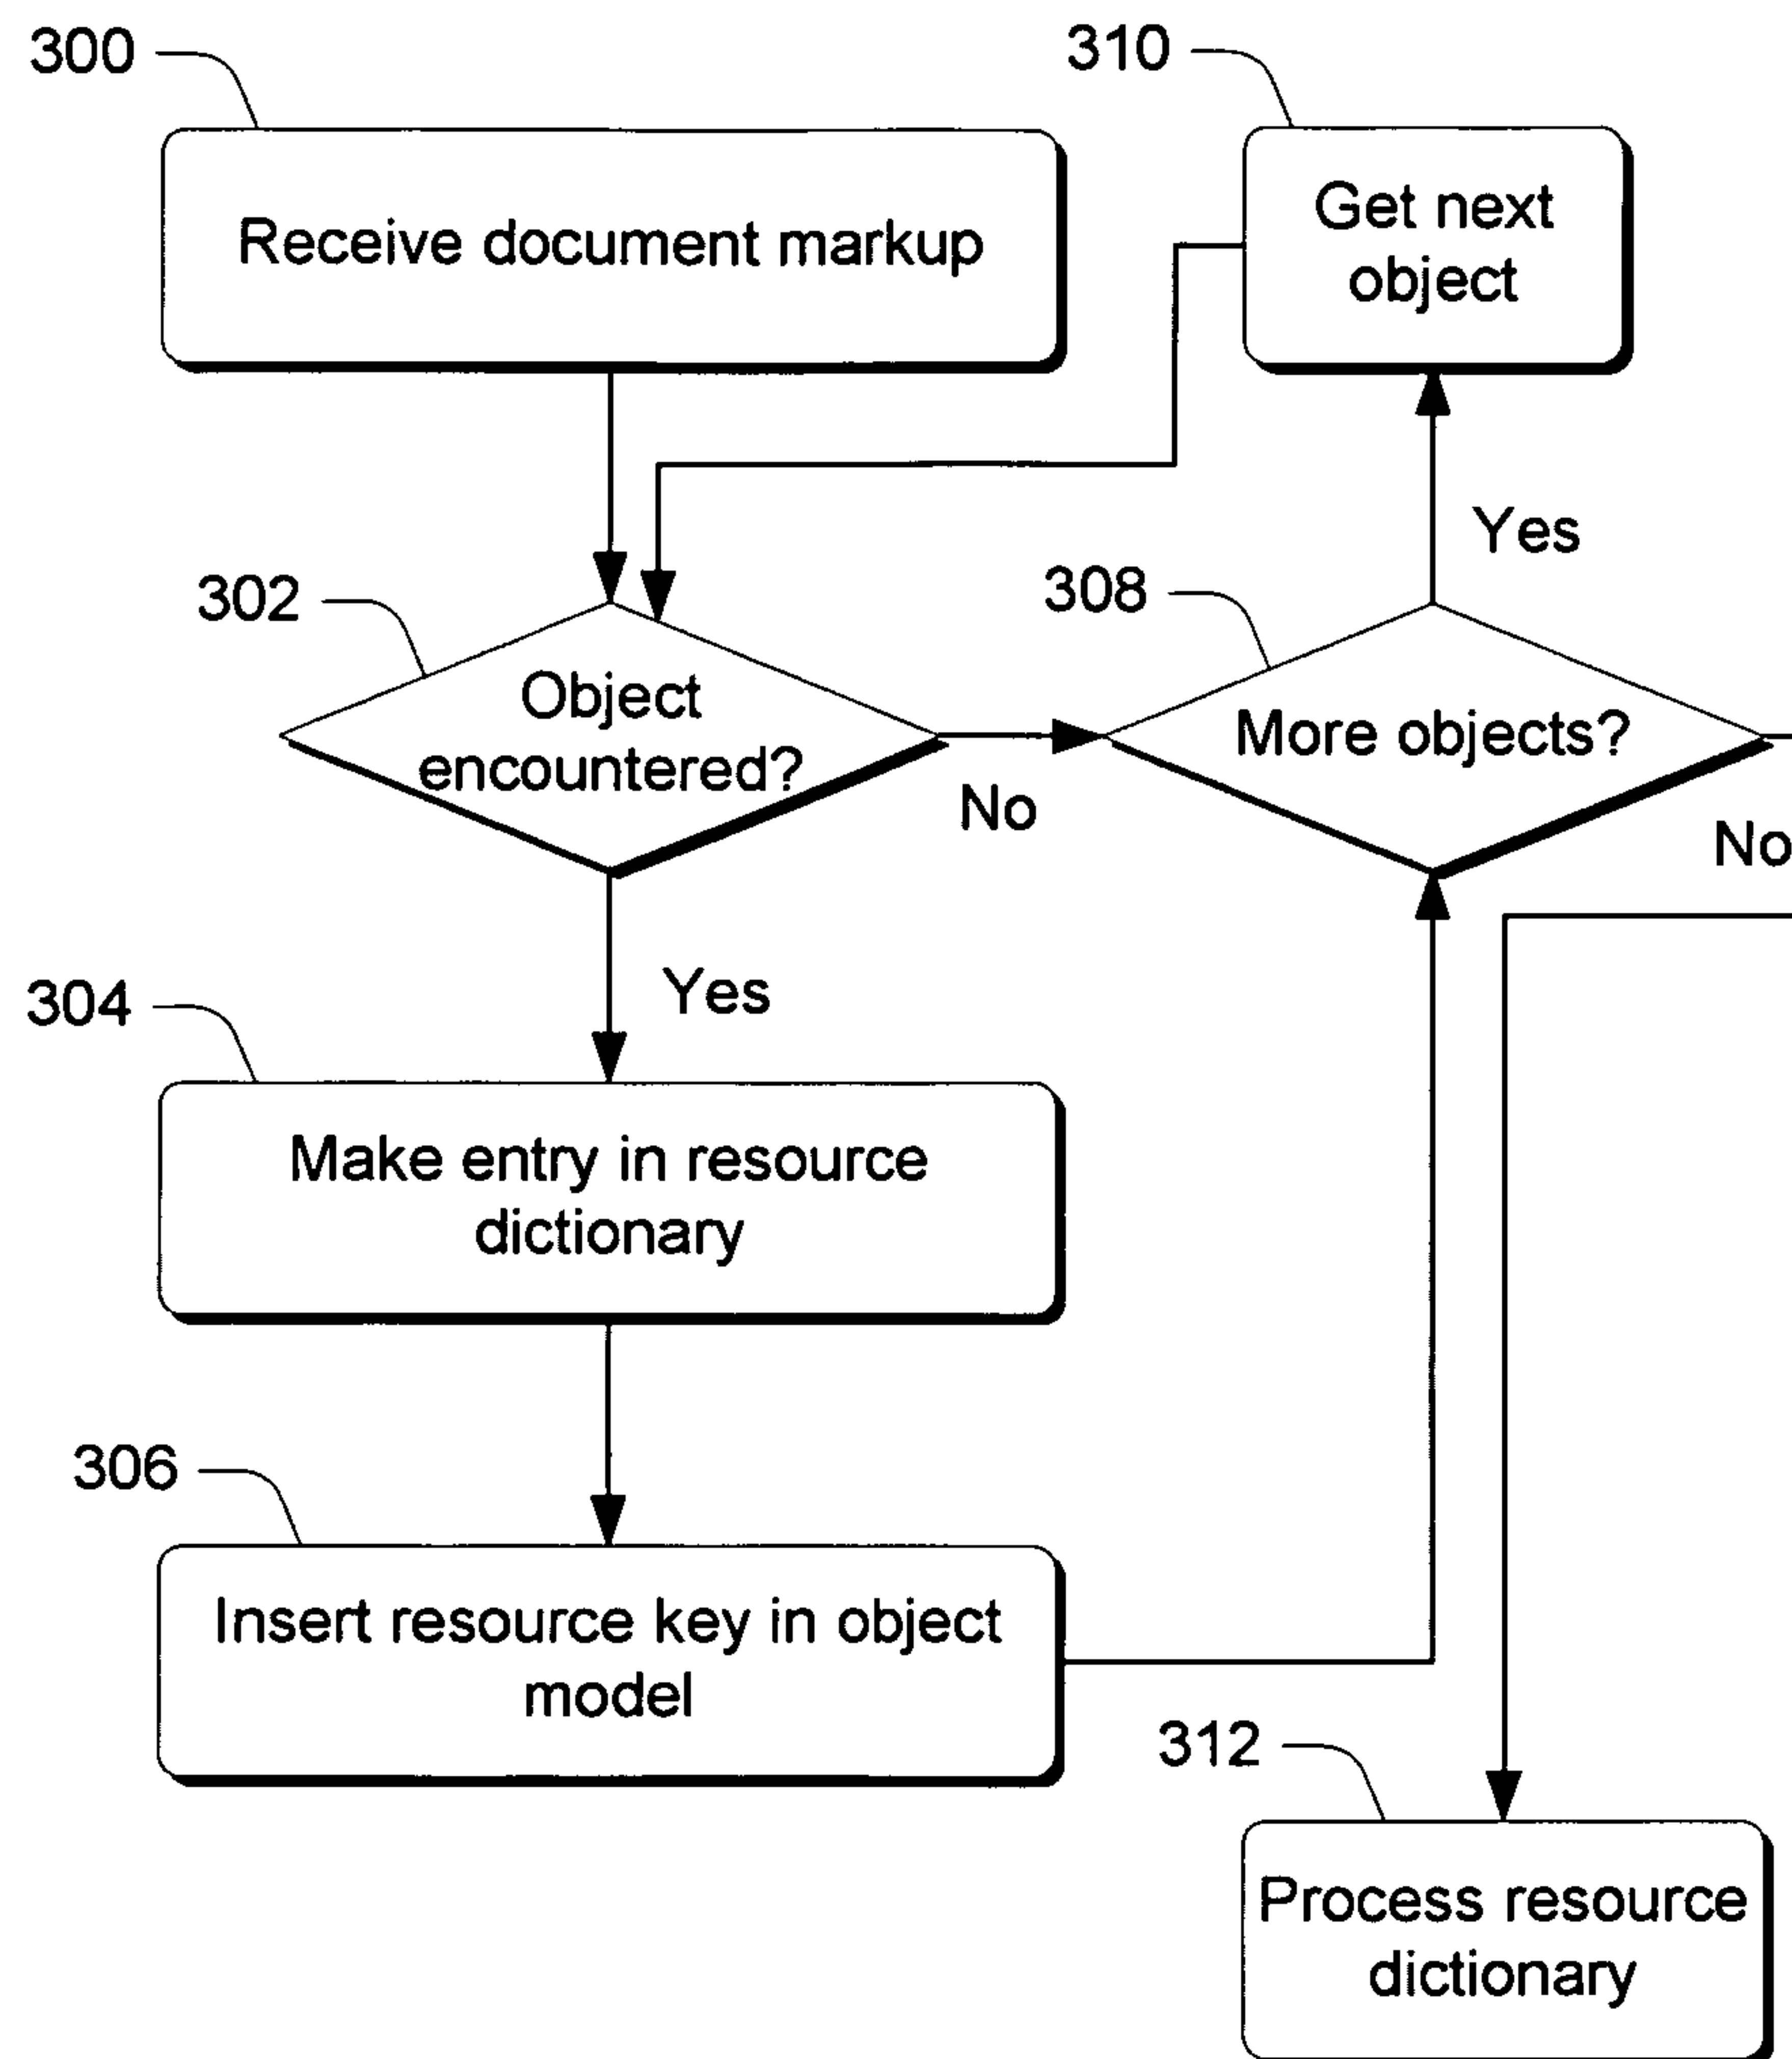 300
Receive document markup
310
Get next
object
Yes
302
Object
encountered?
No
308
More objects?
No
Yes
304
Make entry in resource
dictionary
306
Insert resource key in object
model
312
Process resource
dictionary